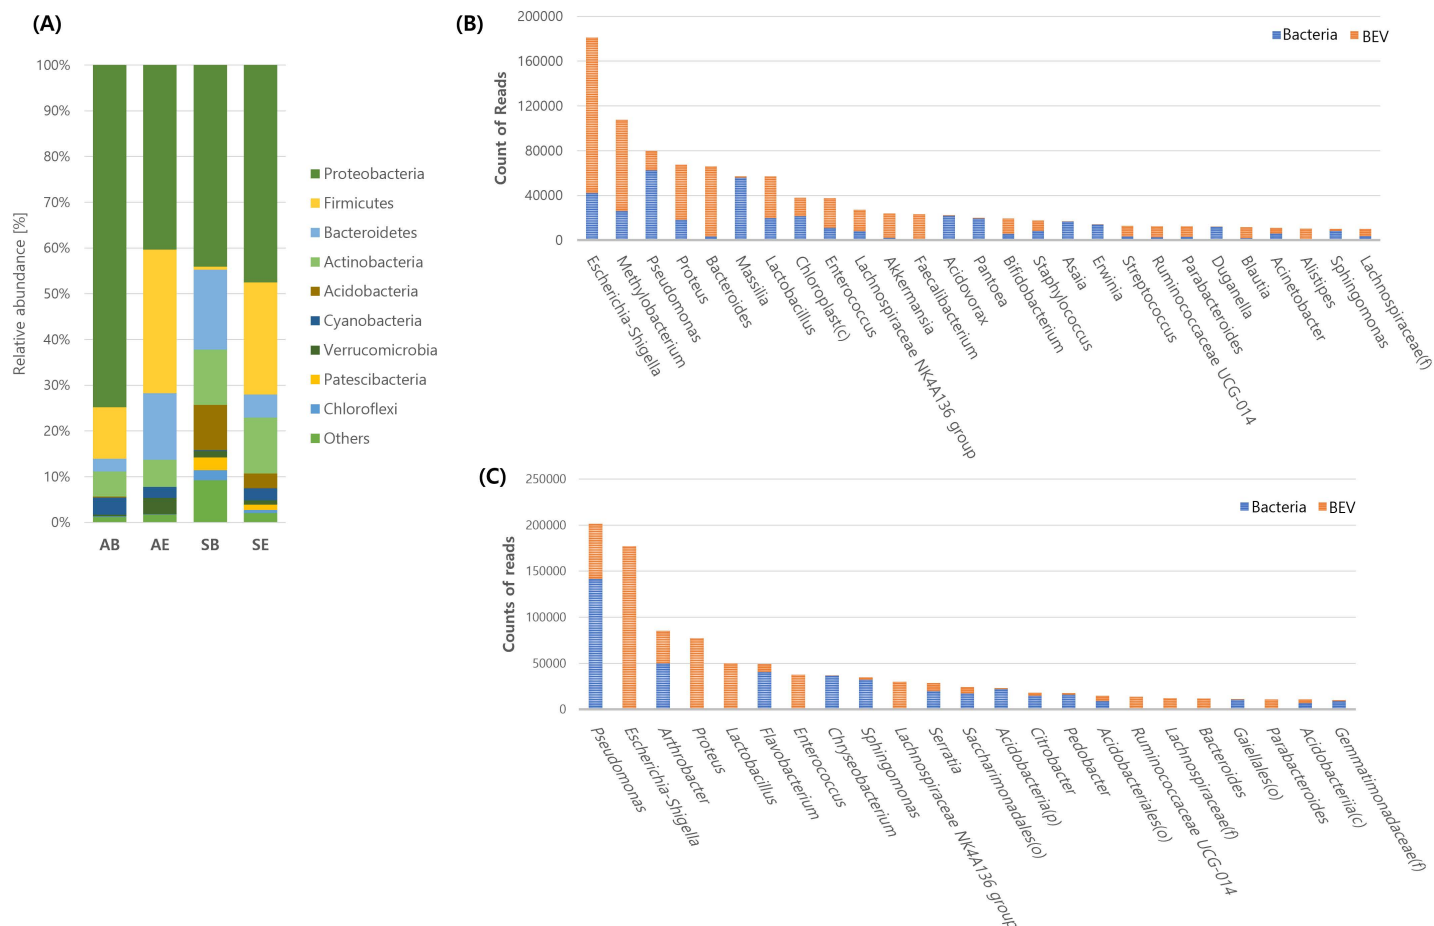 (A)
100%
90%
80%
70%
60%
50%
40%
30%
20%
10%
0%
Relative abundance [%]
AB AE SB SE
Proteobacteria
Firmicutes
Bacteroidetes
Actinobacteria
Acidobacteria
Cyanobacteria
Verrucomicrobia
Patescibacteria
Chloroflexi
Others
(B)
200000
160000
120000
80000
40000
0
Count of Reads
Bacteria BEV
Escherichia-Shigella
Methylobacterium
Pseudomonas
Proteus
Bacteroides
Massilia
Lactobacillus
Chloroplast(c)
Enterococcus
Lachnospiraceae NK4A136 group
Akkermansia
Faecalibacterium
Acidovorax
Pantoea
Bifidobacterium
Staphylococcus
Asaia
Erwinia
Streptococcus
Ruminococcaceae UCG-014
Parabacteroides
Duganella
Blautia
Acinetobacter
Alistipes
Sphingomonas
Lachnospiraceae(f)
(C)
250000
200000
150000
100000
50000
0
Counts of reads
Bacteria BEV
Pseudomonas
Escherichia-Shigella
Arthrobacter
Proteus
Lactobacillus
Flavobacterium
Enterococcus
Chryseobacterium
Sphingomonas
Lachnospiraceae NK4A136 group
Serratia
Saccharimonadales(o)
Acidobacteria(p)
Citrobacter
Pedobacter
Acidobacteriales(o)
Ruminococcaceae UCG-014
Lachnospiraceae(f)
Bacteroides
Gaiellales(o)
Parabacteroides
Acidobacteriia(c)
Gemmatimonadaceae(f)